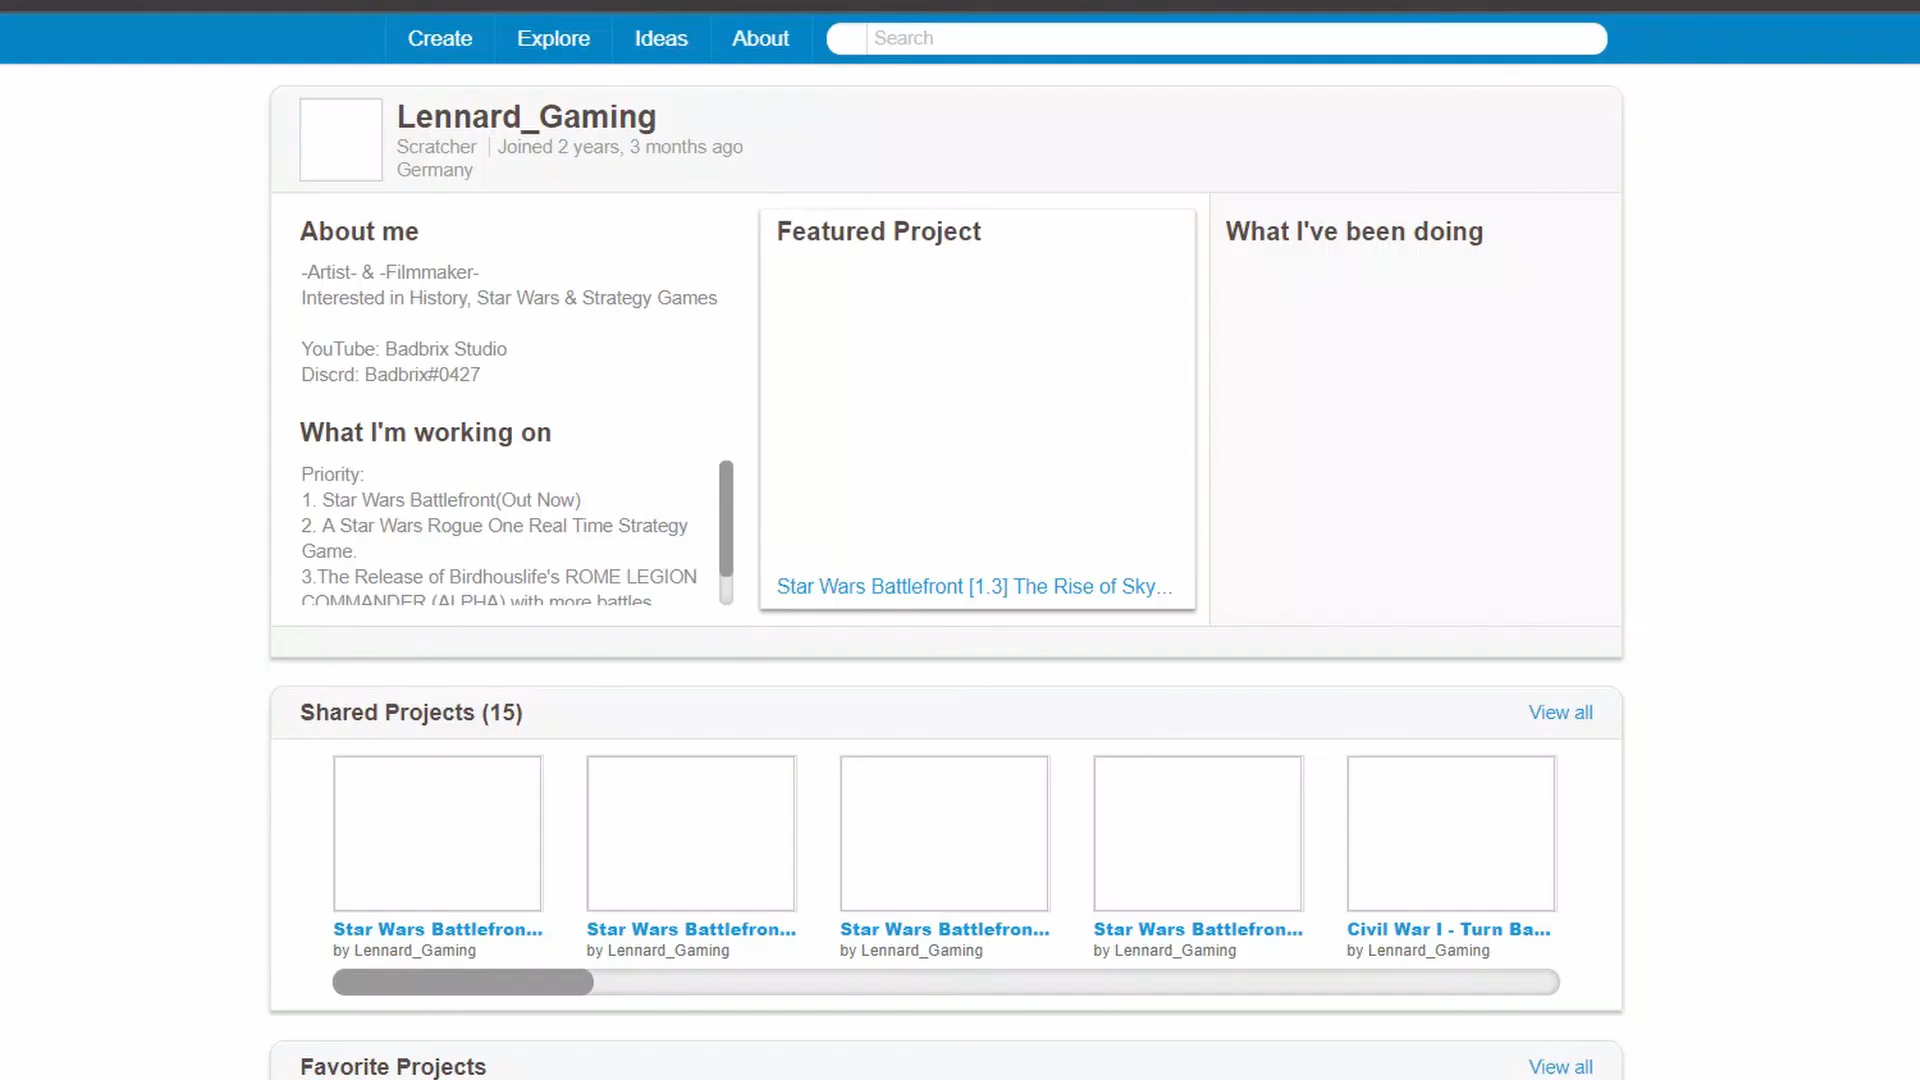 Create
Explore
Ideas
About
Search
Lennard_Gaming
Scratcher
Joined 2 years, 3 months ago
Germany
About me
-Artist- & -Filmmaker-
Interested in History, Star Wars & Strategy Games
YouTube: Badbrix Studio
Discrd: Badbrix#0427
What I'm working on
Priority:
1. Star Wars Battlefront(Out Now)
2. A Star Wars Rogue One Real Time Strategy
Game.
3.The Release of Birdhouslife's ROME LEGION
COMMANDER (ALPHA) with more battles
Featured Project
Star Wars Battlefront [1.3] The Rise of Sky...
What I've been doing
Shared Projects (15)
View all
Star Wars Battlefron...
by Lennard_Gaming
Star Wars Battlefron...
by Lennard_Gaming
Star Wars Battlefron...
by Lennard_Gaming
Star Wars Battlefron...
by Lennard_Gaming
Civil War I - Turn Ba...
by Lennard_Gaming
Favorite Projects
View all